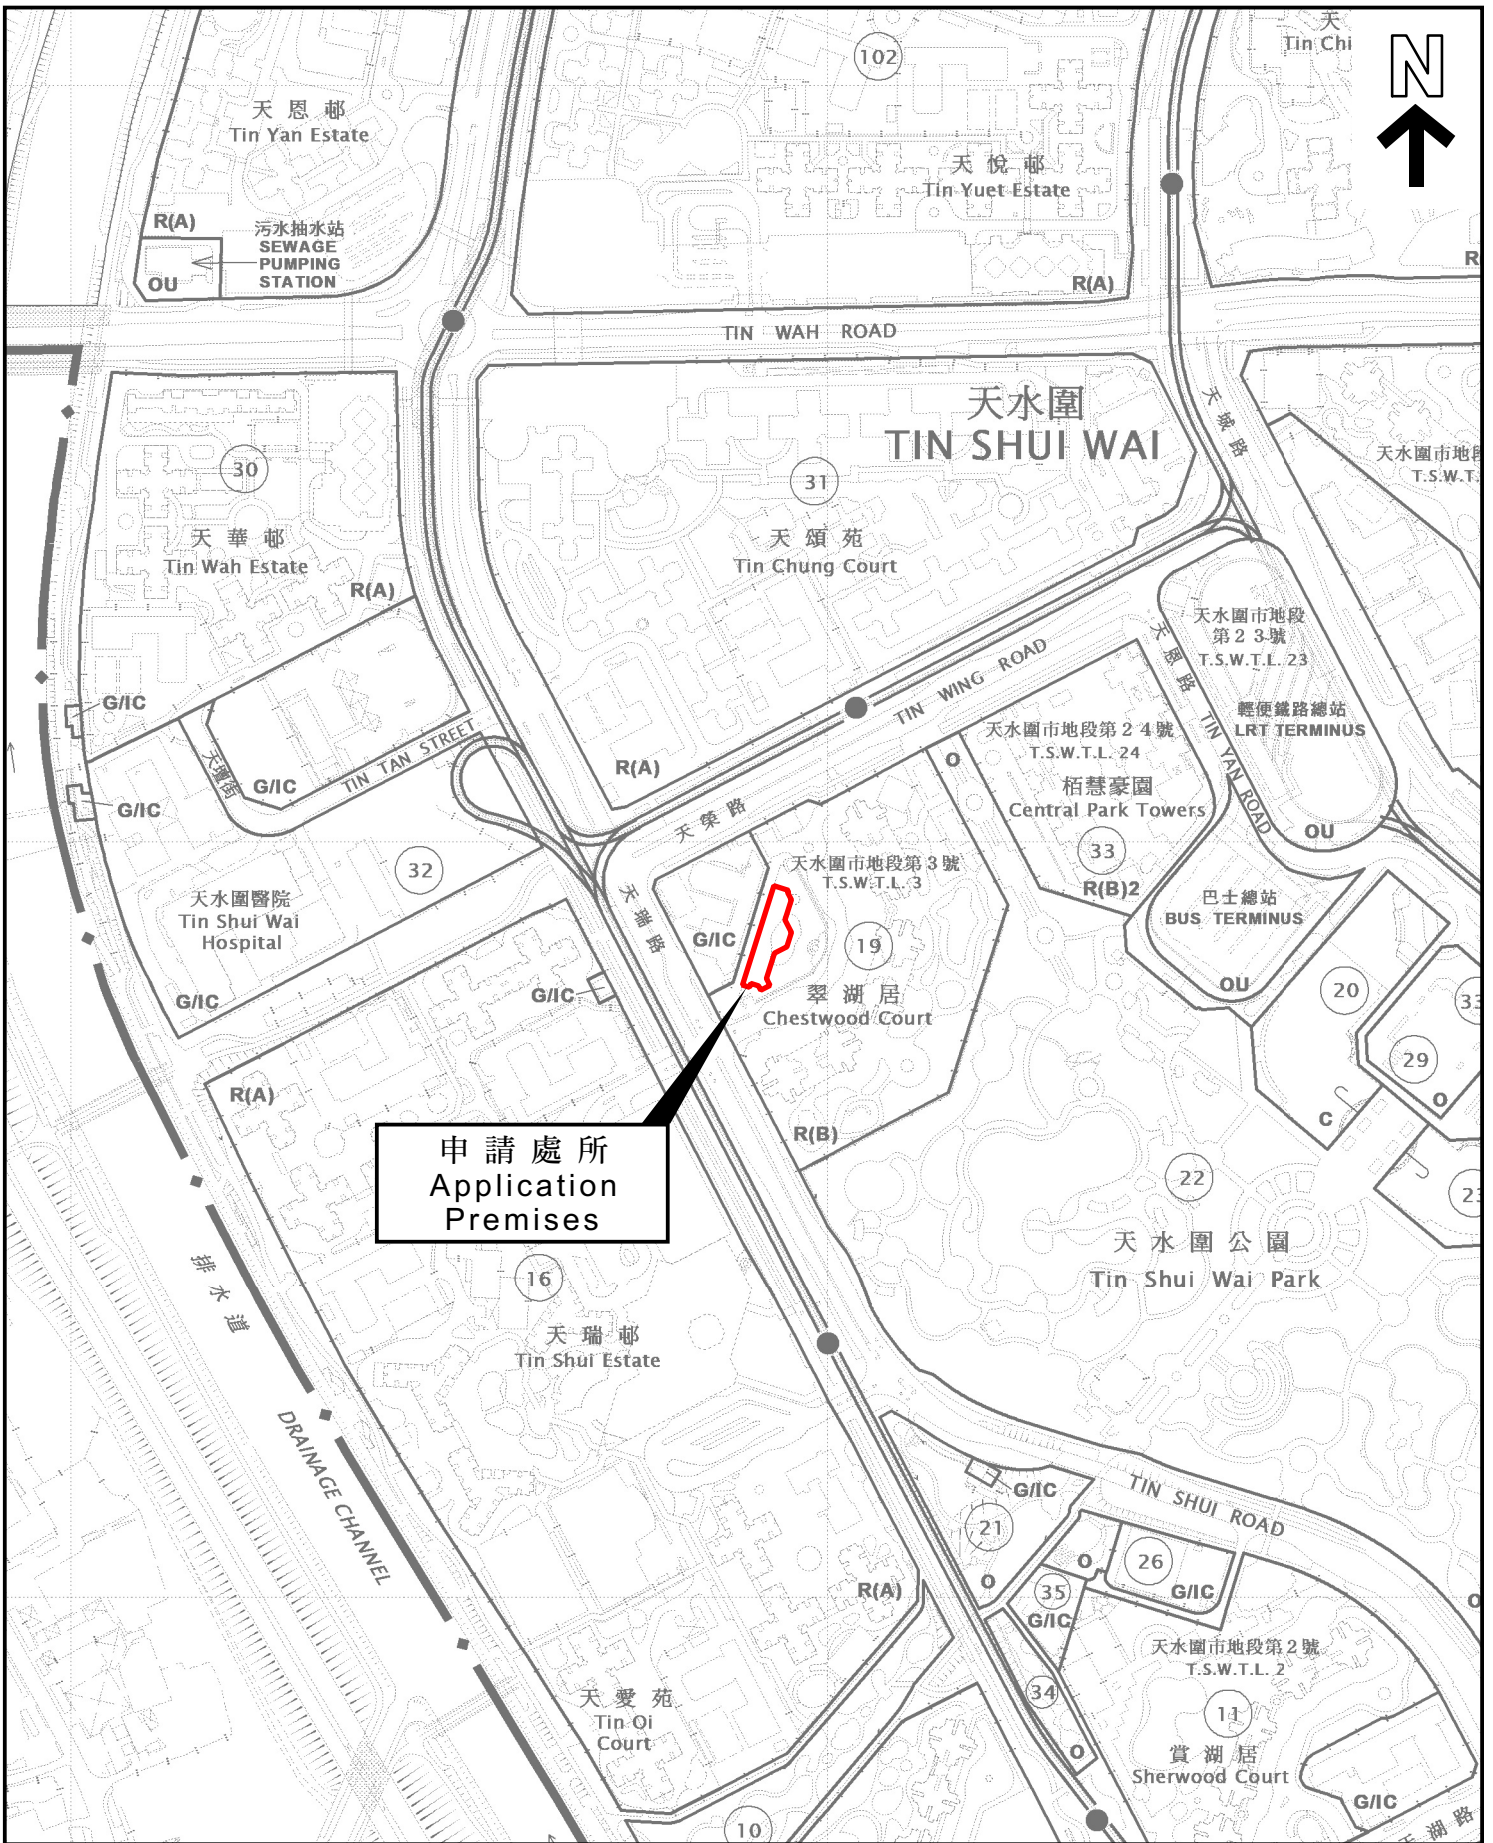 天
Tin Chi
N
102
天恩邨
Tin Yan Estate
天悅邨
Tin Yuet Estate
R(A)
污水抽水站
SEWAGE
PUMPING
STATION
OU
R(A)
R
TIN WAH ROAD
天水圍
TIN SHUI WAI
天城路
天水圍市地段
T.S.W.T.
30
31
天華邨
Tin Wah Estate
R(A)
天頌苑
Tin Chung Court
天水圍市地段
第23號
T.S.W.T.L. 23
天恩路
TIN YAN ROAD
輕便鐵路總站
LRT TERMINUS
G/IC
TIN WING ROAD
天水圍市地段第24號
T.S.W.T.L. 24
栢慧豪園
Central Park Towers
33
R(B)2
O
R(A)
天瓊街
G/IC
TIN TAN STREET
G/IC
天榮路
OU
天水圍市地段第3號
T.S.W.T.L. 3
32
天水圍醫院
Tin Shui Wai
Hospital
天瑞路
巴士總站
BUS TERMINUS
G/IC
19
G/IC
G/IC
翠湖居
Chestwood Court
OU
20
33
29
O
C
R(A)
R(B)
申請處所
Application
Premises
22
23
天水圍公園
Tin Shui Wai Park
排水道
DRAINAGE CHANNEL
16
天瑞邨
Tin Shui Estate
G/IC
TIN SHUI ROAD
21
O
26
G/IC
O
35
G/IC
R(A)
O
天水圍市地段第2號
T.S.W.T.L. 2
天愛苑
Tin Oi
Court
34
11
賞湖居
Sherwood Court
O
G/IC
10
天湖路